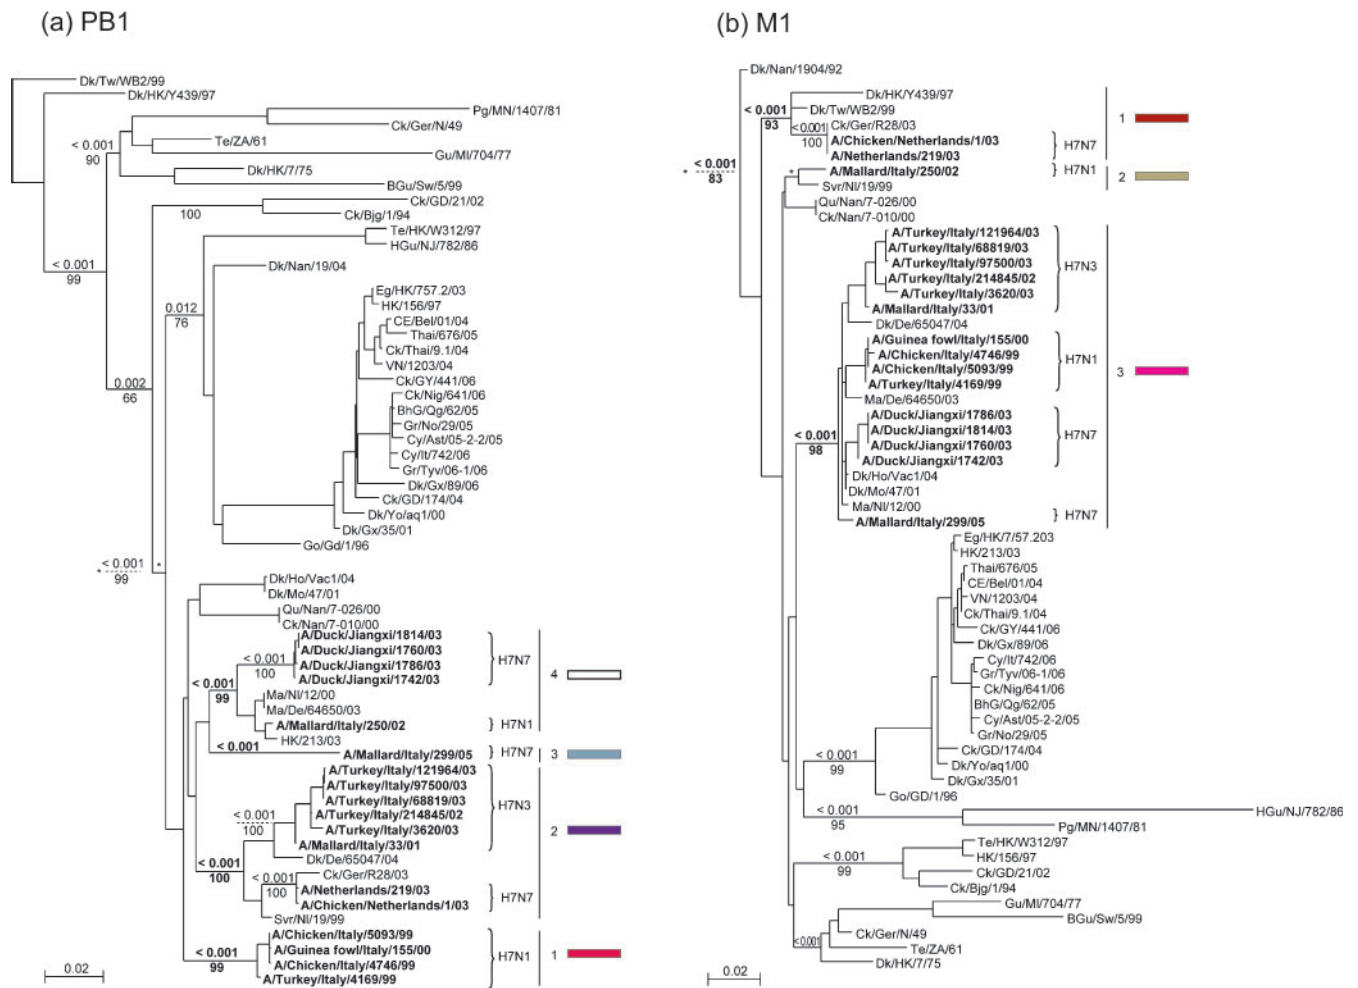 (a) PB1
Dk/Tw/WB2/99
Dk/HK/Y439/97
Pg/MN/1407/81
Ck/Ger/N/49
< 0.001
90
Te/ZA/61
Gu/MI/704/77
Dk/HK/7/75
BGu/Sw/5/99
Ck/GD/21/02
100
Ck/Bjg/1/94
Te/HK/W312/97
HGu/NJ/782/86
< 0.001
99
Dk/Nan/19/04
Eg/HK/757.2/03
HK/156/97
0.012
76
CE/Bel/01/04
Thai/676/05
Ck/Thai/9.1/04
VN/1203/04
Ck/GY/441/06
0.002
66
Ck/Nig/641/06
BhG/Qg/62/05
Gr/No/29/05
Cy/Ast/05-2-2/05
Cy/It/742/06
Gr/Tyv/06-1/06
Dk/Gx/89/06
Ck/GD/174/04
Dk/Yo/aq1/00
Dk/Gx/35/01
Go/Gd/1/96
* < 0.001
99
*
Dk/Ho/Vac1/04
Dk/Mo/47/01
Qu/Nan/7-026/00
Ck/Nan/7-010/00
A/Duck/Jiangxi/1814/03
A/Duck/Jiangxi/1760/03
< 0.001
100
H7N7
A/Duck/Jiangxi/1786/03
A/Duck/Jiangxi/1742/03
4
< 0.001
99
Ma/Nl/12/00
Ma/De/64650/03
A/Mallard/Italy/250/02
H7N1
HK/213/03
< 0.001
A/Mallard/Italy/299/05
H7N7
3
A/Turkey/Italy/121964/03
A/Turkey/Italy/97500/03
A/Turkey/Italy/68819/03
H7N3
A/Turkey/Italy/214845/02
< 0.001
100
A/Turkey/Italy/3620/03
2
A/Mallard/Italy/33/01
Dk/De/65047/04
< 0.001
100
Ck/Ger/R28/03
< 0.001
100
A/Netherlands/219/03
H7N7
A/Chicken/Netherlands/1/03
Svr/Nl/19/99
A/Chicken/Italy/5093/99
A/Guinea fowl/Italy/155/00
< 0.001
99
H7N1
1
A/Chicken/Italy/4746/99
A/Turkey/Italy/4169/99
0.02
(b) M1
Dk/Nan/1904/92
Dk/HK/Y439/97
< 0.001
93
Dk/Tw/WB2/99
1
Ck/Ger/R28/03
< 0.001
100
A/Chicken/Netherlands/1/03
H7N7
A/Netherlands/219/03
* < 0.001
83
*
A/Mallard/Italy/250/02
H7N1
2
Svr/Nl/19/99
Qu/Nan/7-026/00
Ck/Nan/7-010/00
A/Turkey/Italy/121964/03
A/Turkey/Italy/68819/03
A/Turkey/Italy/97500/03
H7N3
A/Turkey/Italy/214845/02
A/Turkey/Italy/3620/03
A/Mallard/Italy/33/01
Dk/De/65047/04
A/Guinea fowl/Italy/155/00
A/Chicken/Italy/4746/99
H7N1
A/Chicken/Italy/5093/99
3
A/Turkey/Italy/4169/99
Ma/De/64650/03
A/Duck/Jiangxi/1786/03
A/Duck/Jiangxi/1814/03
H7N7
< 0.001
98
A/Duck/Jiangxi/1760/03
A/Duck/Jiangxi/1742/03
Dk/Ho/Vac1/04
Dk/Mo/47/01
Ma/Nl/12/00
A/Mallard/Italy/299/05
H7N7
Eg/HK/7/57.203
HK/213/03
Thai/676/05
CE/Bel/01/04
VN/1203/04
Ck/Thai/9.1/04
Ck/GY/441/06
Dk/Gx/89/06
Cy/It/742/06
Gr/Tyv/06-1/06
Ck/Nig/641/06
BhG/Qg/62/05
Cy/Ast/05-2-2/05
Gr/No/29/05
Ck/GD/174/04
< 0.001
99
Dk/Yo/aq1/00
Dk/Gx/35/01
Go/GD/1/96
HGu/NJ/782/86
< 0.001
95
Pg/MN/1407/81
Te/HK/W312/97
HK/156/97
< 0.001
99
Ck/GD/21/02
Ck/Bjg/1/94
Gu/MI/704/77
BGu/Sw/5/99
Ck/Ger/N/49
<0.001
Te/ZA/61
Dk/HK/7/75
0.02